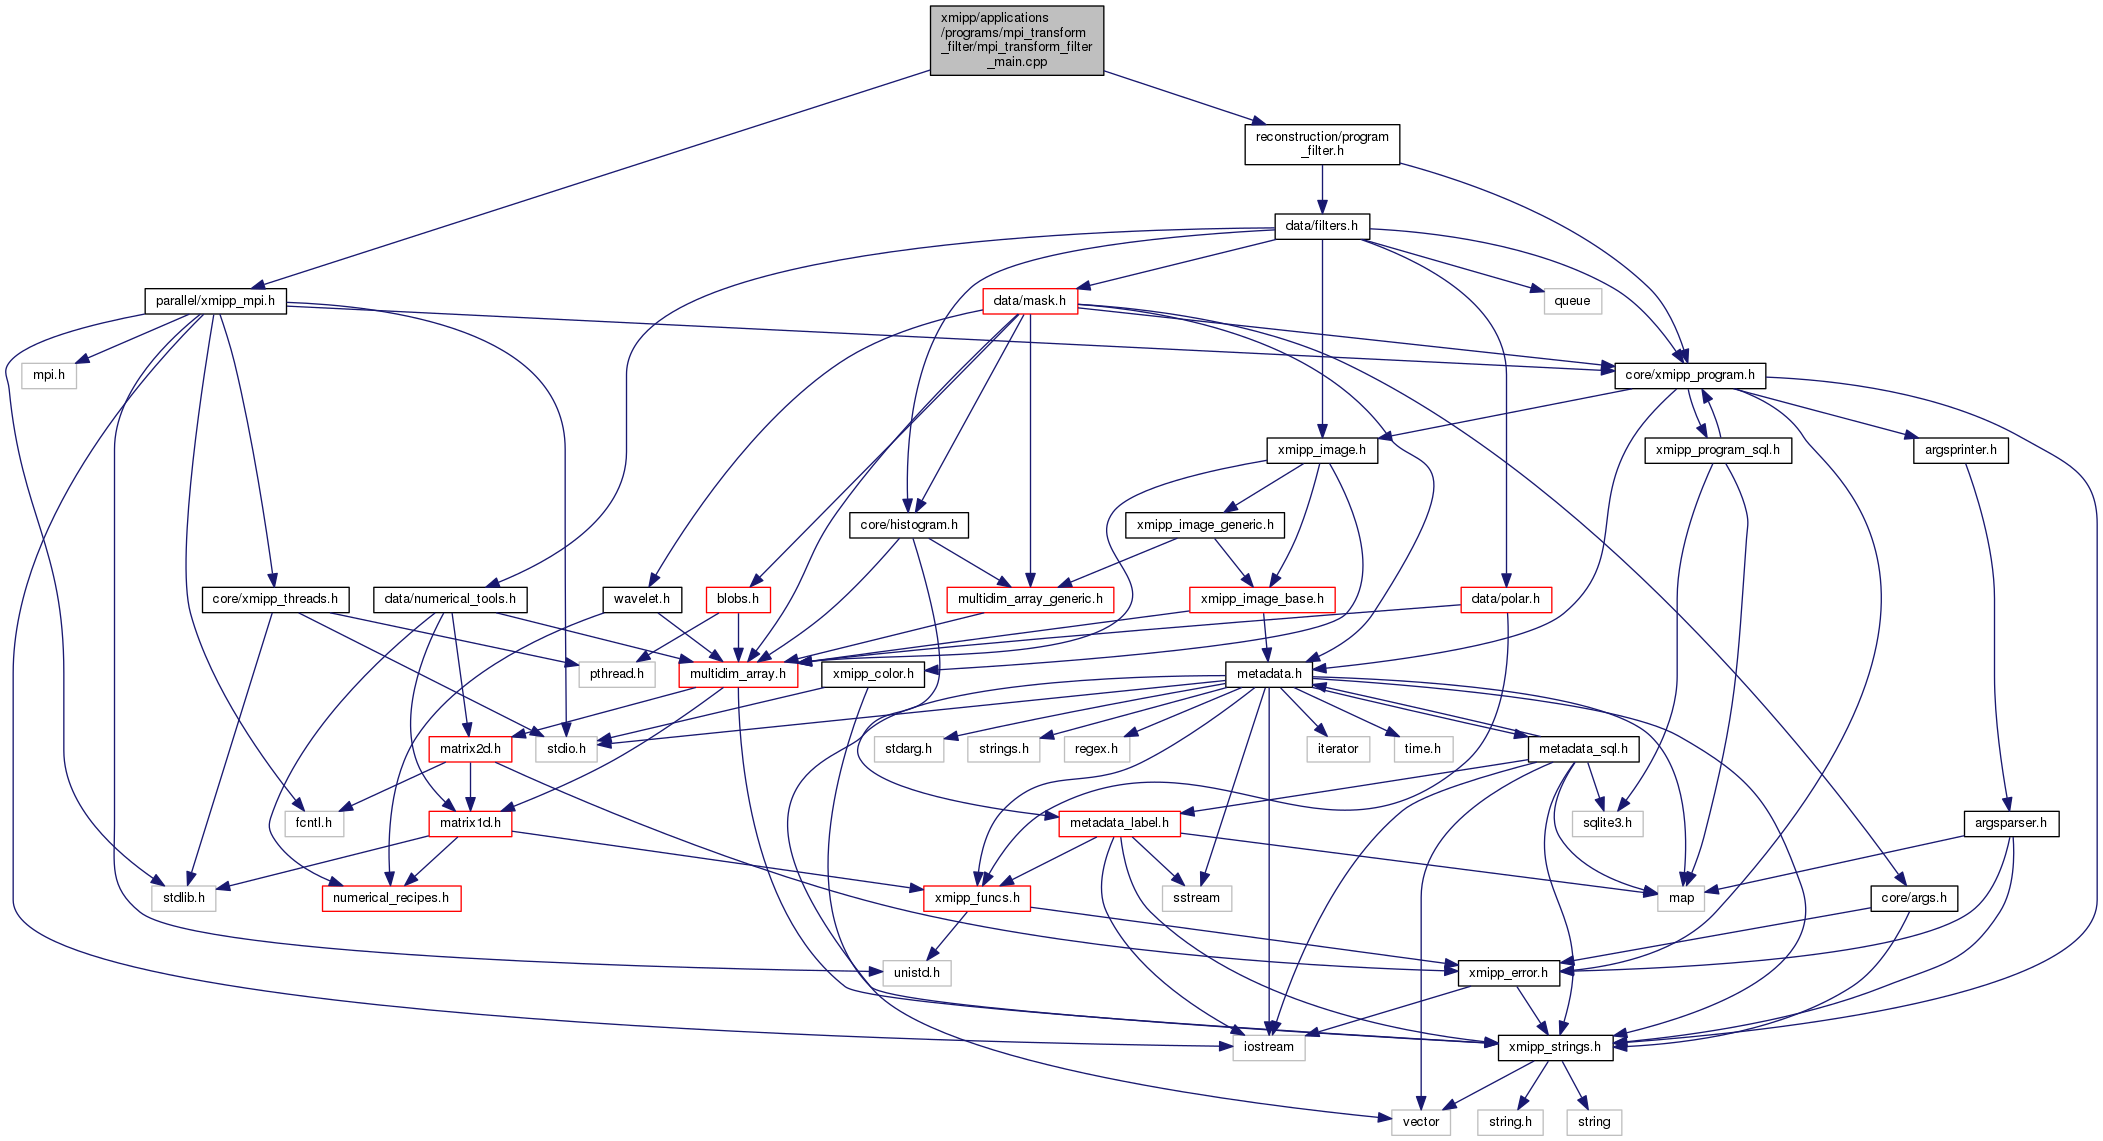 xmipp/applications
/programs/mpi_transform
_filter/mpi_transform_filter
_main.cpp
reconstruction/program
_filter.h
data/filters.h
parallel/xmipp_mpi.h
data/mask.h
queue
mpi.h
core/xmipp_program.h
xmipp_image.h
xmipp_program_sql.h
argsprinter.h
core/histogram.h
xmipp_image_generic.h
core/xmipp_threads.h
data/numerical_tools.h
wavelet.h
blobs.h
multidim_array_generic.h
xmipp_image_base.h
data/polar.h
pthread.h
multidim_array.h
xmipp_color.h
metadata.h
matrix2d.h
stdio.h
stdarg.h
strings.h
regex.h
iterator
time.h
metadata_sql.h
fcntl.h
matrix1d.h
metadata_label.h
sqlite3.h
argsparser.h
stdlib.h
numerical_recipes.h
xmipp_funcs.h
sstream
map
core/args.h
unistd.h
xmipp_error.h
iostream
xmipp_strings.h
vector
string.h
string